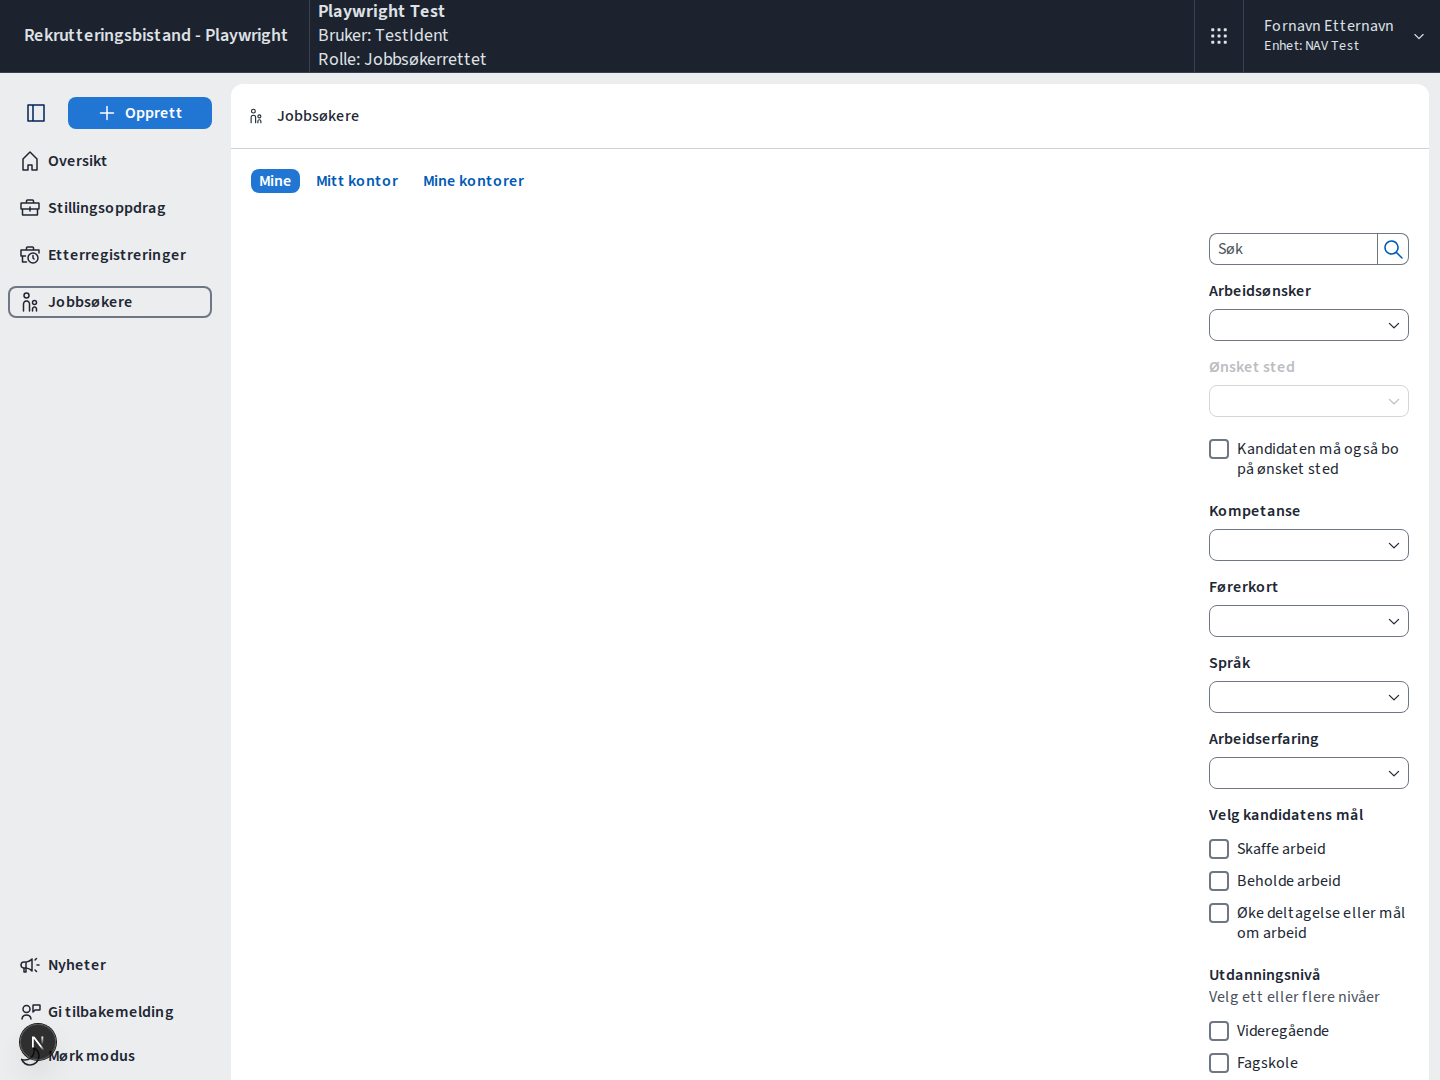 Rekrutteringsbistand - Playwright
Playwright Test
Bruker: TestIdent
Rolle: Jobbsøkerrettet
Fornavn Etternavn
Enhet: NAV Test
Opprett
Oversikt
Stillingsoppdrag
Etterregistreringer
Jobbsøkere
Nyheter
Gi tilbakemelding
N
Mørk modus
Jobbsøkere
Mine
Mitt kontor
Mine kontorer
Søk
Arbeidsønsker
Ønsket sted
Kandidaten må også bo
på ønsket sted
Kompetanse
Førerkort
Språk
Arbeidserfaring
Velg kandidatens mål
Skaffe arbeid
Beholde arbeid
Øke deltagelse eller mål
om arbeid
Utdanningsnivå
Velg ett eller flere nivåer
Videregående
Fagskole